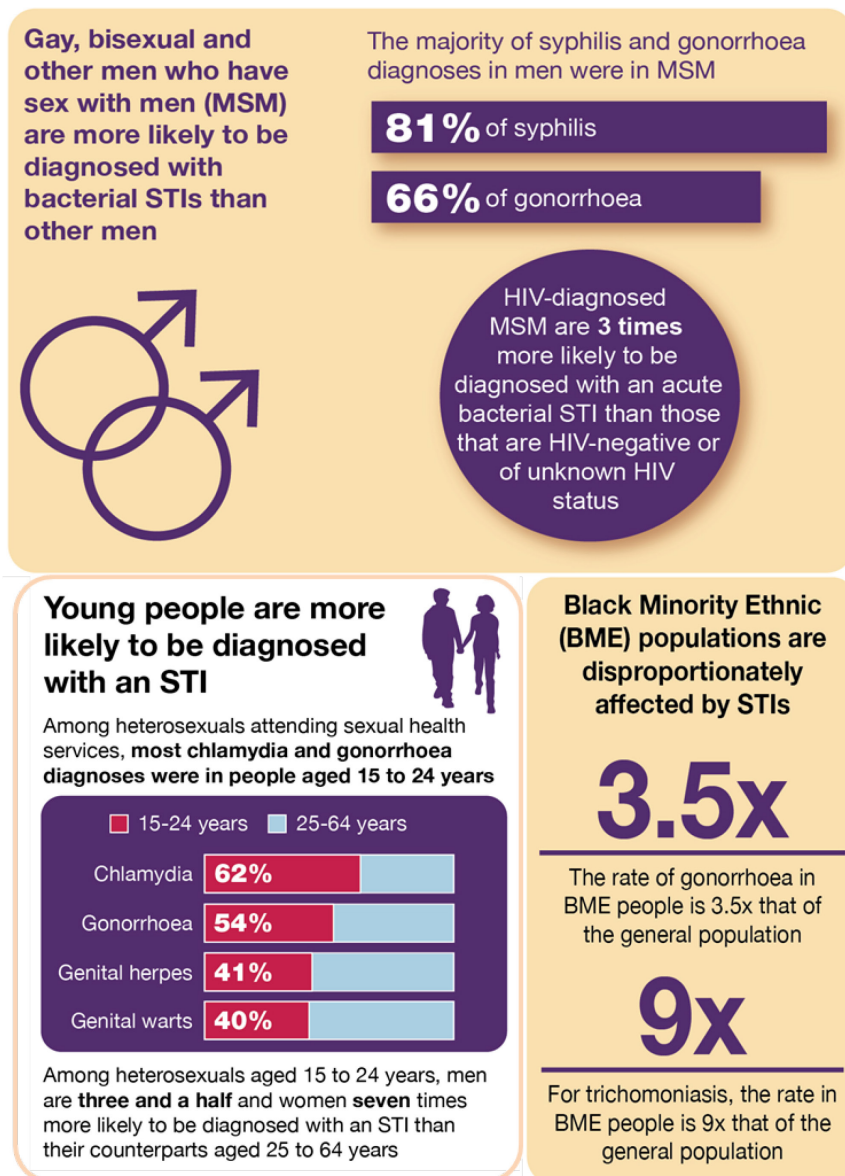 Gay, bisexual and
other men who have
sex with men (MSM)
are more likely to be
diagnosed with
bacterial STIs than
other men
The majority of syphilis and gonorrhoea
diagnoses in men were in MSM
81% of syphilis
66% of gonorrhoea
HIV-diagnosed
MSM are 3 times
more likely to be
diagnosed with an acute
bacterial STI than those
that are HIV-negative or
of unknown HIV
status
Young people are more
likely to be diagnosed
with an STI
Among heterosexuals attending sexual health
services, most chlamydia and gonorrhoea
diagnoses were in people aged 15 to 24 years
15-24 years 25-64 years
Chlamydia 62%
Gonorrhoea 54%
Genital herpes 41%
Genital warts 40%
Among heterosexuals aged 15 to 24 years, men
are three and a half and women seven times
more likely to be diagnosed with an STI than
their counterparts aged 25 to 64 years
Black Minority Ethnic
(BME) populations are
disproportionately
affected by STIs
3.5x
The rate of gonorrhoea in
BME people is 3.5x that of
the general population
9x
For trichomoniasis, the rate in
BME people is 9x that of the
general population